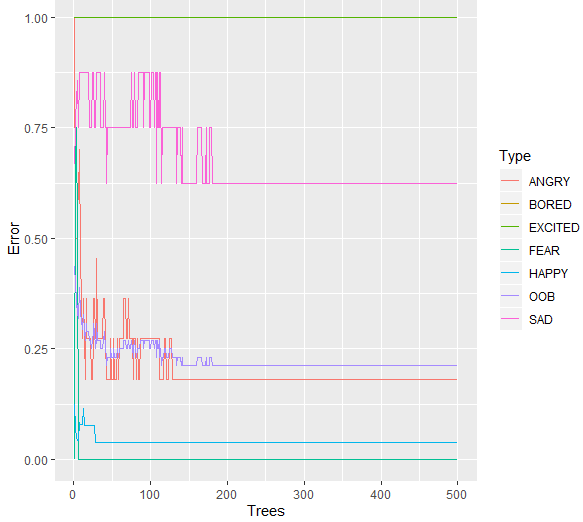 1.00
0.75
0.50
0.25
0.00
Error
0 100 200 300 400 500
Trees
Type
ANGRY
BORED
EXCITED
FEAR
HAPPY
OOB
SAD